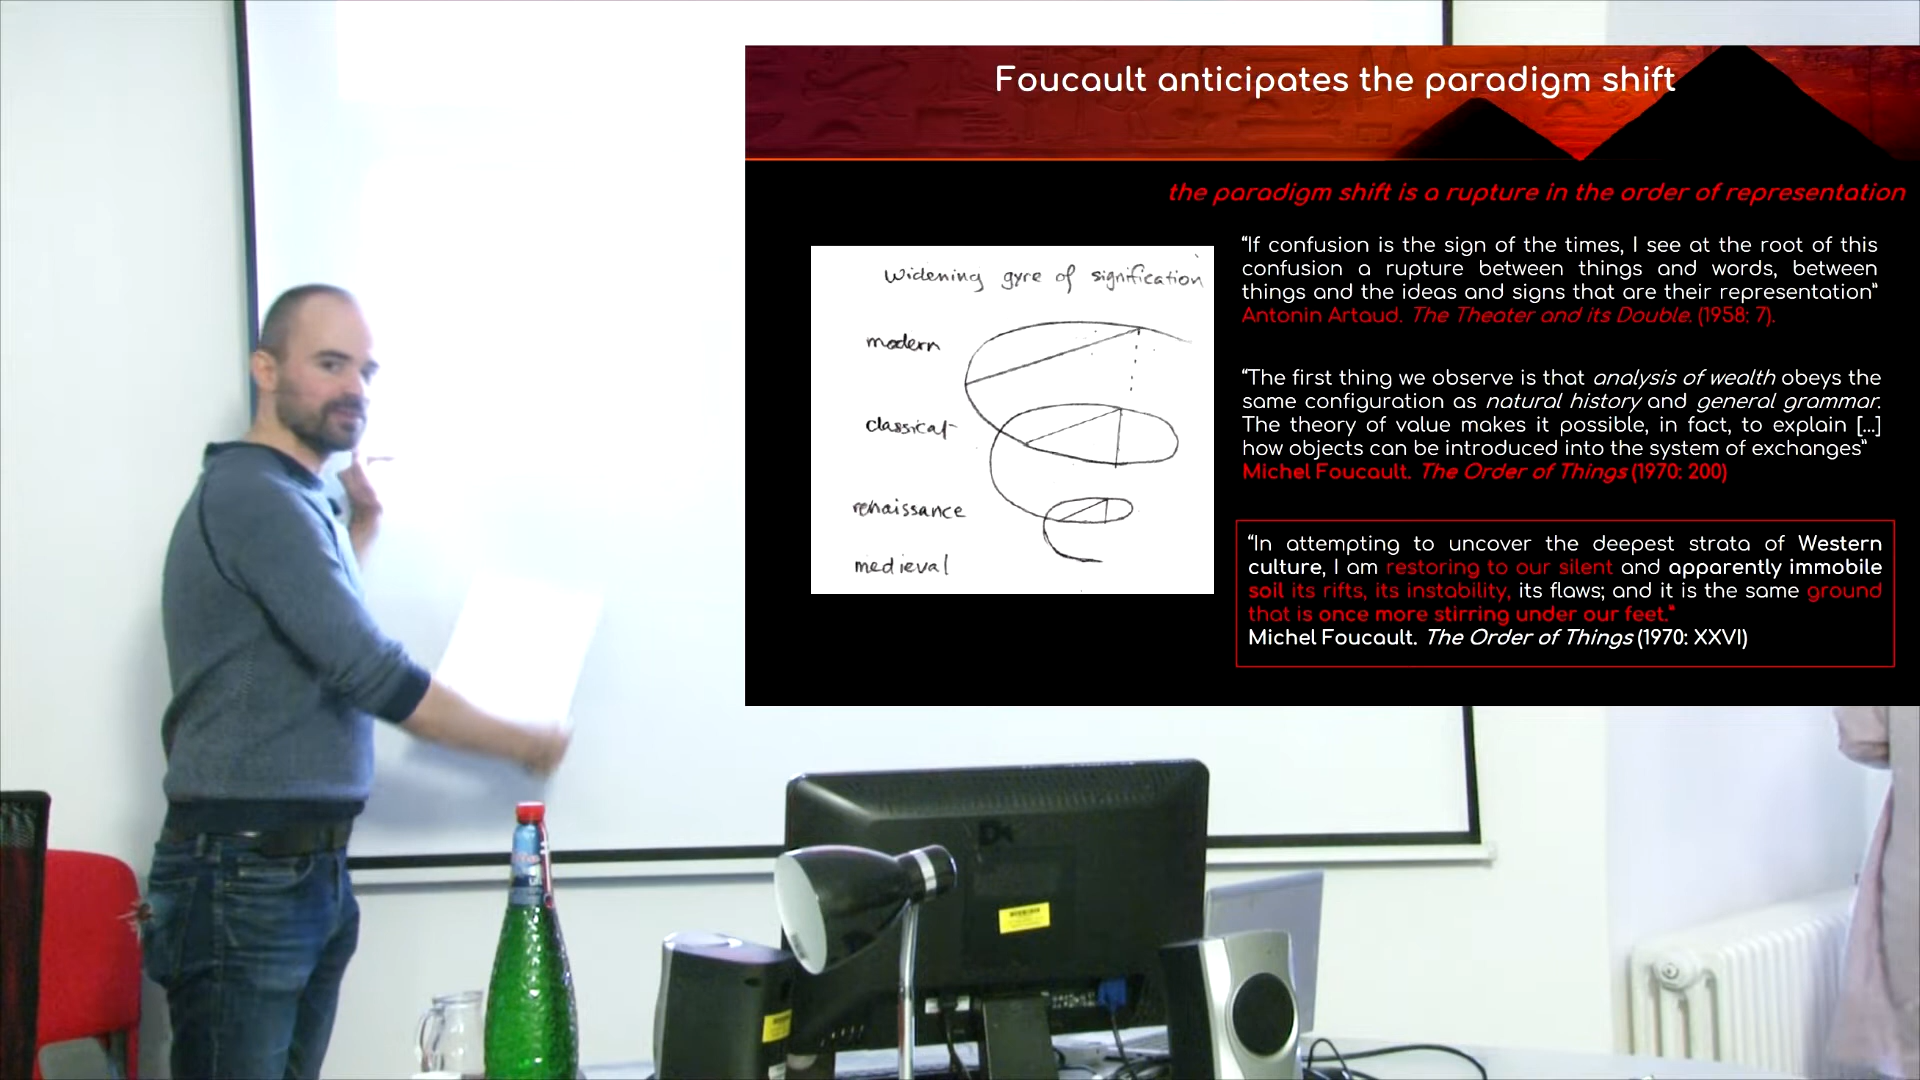 Foucault anticipates the paradigm shift
the paradigm shift is a rupture in the order of representation
Widening gyre of signification
modern
classical
renaissance
medieval
“If confusion is the sign of the times, I see at the root of this
confusion a rupture between things and words, between
things and the ideas and signs that are their representation”
Antonin Artaud. The Theater and its Double. (1958: 7).
“The first thing we observe is that analysis of wealth obeys the
same configuration as natural history and general grammar.
The theory of value makes it possible, in fact, to explain [...]
how objects can be introduced into the system of exchanges”
Michel Foucault. The Order of Things (1970: 200)
“In attempting to uncover the deepest strata of Western
culture, I am restoring to our silent and apparently immobile
soil its rifts, its instability, its flaws; and it is the same ground
that is once more stirring under our feet.”
Michel Foucault. The Order of Things (1970: XXVI)